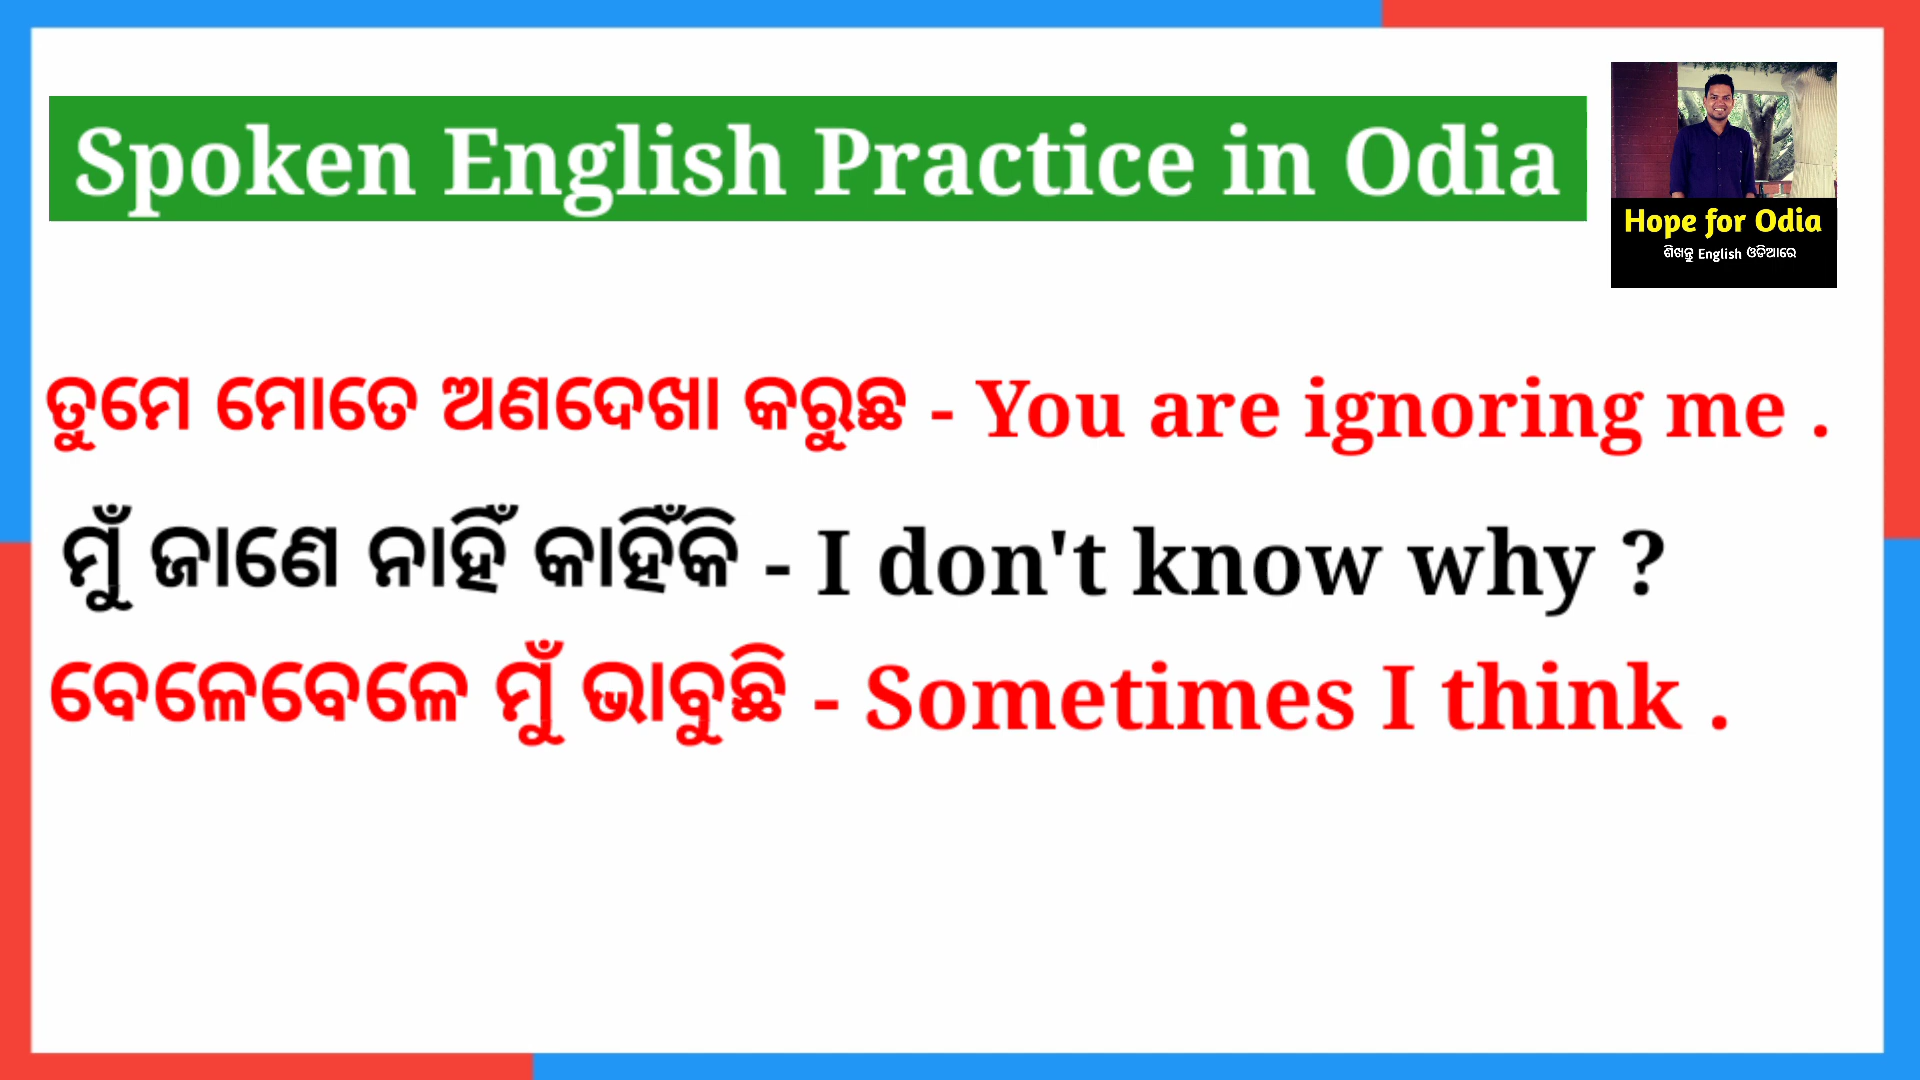 Spoken English Practice in Odia
Hope for Odia
ଶିଖନ୍ତୁ English ଓଡିଆରେ
ତୁମେ ମୋତେ ଅଣଦେଖା କରୁଛ - You are ignoring me .
ମୁଁ ଜାଣେ ନାହିଁ କାହିଁକି - I don't know why ?
ବେଳେବେଳେ ମୁଁ ଭାବୁଛି - Sometimes I think .